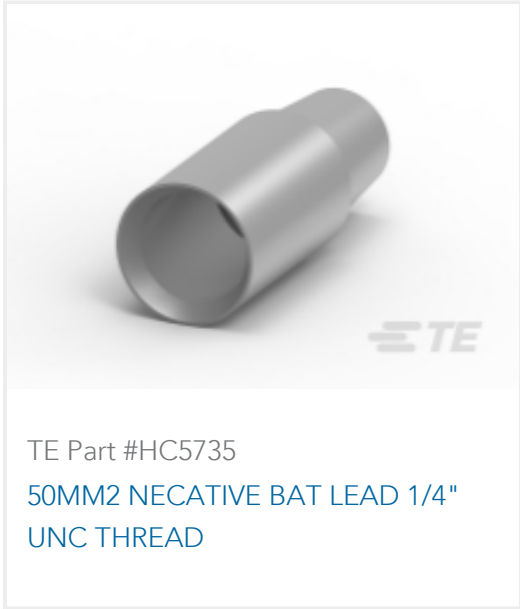 TE
TE Part #HC5735
50MM2 NECATIVE BAT LEAD 1/4"
UNC THREAD